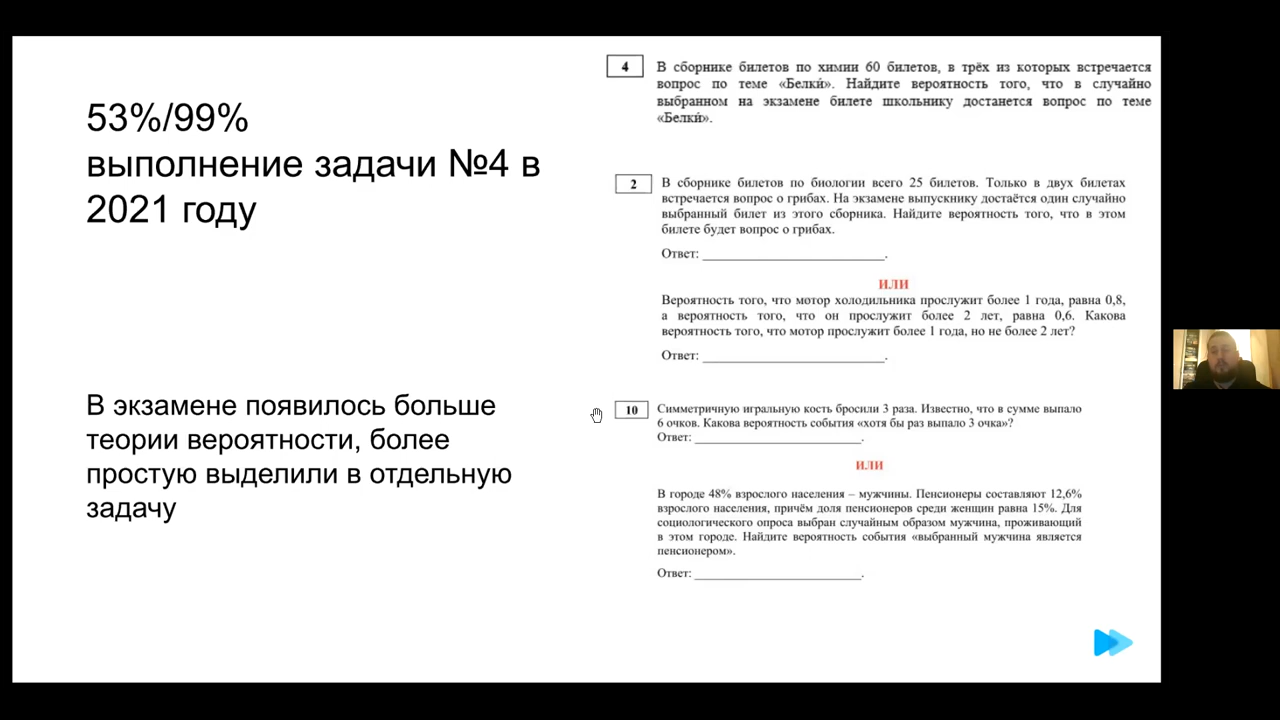 53%/99%
выполнение задачи №4 в
2021 году
В экзамене появилось больше
теории вероятности, более
простую выделили в отдельную
задачу
4
В сборнике билетов по химии 60 билетов, в трёх из которых встречается
вопрос по теме «Белки́». Найдите вероятность того, что в случайно
выбранном на экзамене билете школьнику достанется вопрос по теме
«Белки́».
2
В сборнике билетов по биологии всего 25 билетов. Только в двух билетах
встречается вопрос о грибах. На экзамене выпускнику достаётся один случайно
выбранный билет из этого сборника. Найдите вероятность того, что в этом
билете будет вопрос о грибах.
Ответ: ___________________________.
ИЛИ
Вероятность того, что мотор холодильника прослужит более 1 года, равна 0,8,
а вероятность того, что он прослужит более 2 лет, равна 0,6. Какова
вероятность того, что мотор прослужит более 1 года, но не более 2 лет?
Ответ: ___________________________.
10
Симметричную игральную кость бросили 3 раза. Известно, что в сумме выпало
6 очков. Какова вероятность события «хотя бы раз выпало 3 очка»?
Ответ: ___________________________.
ИЛИ
В городе 48% взрослого населения – мужчины. Пенсионеры составляют 12,6%
взрослого населения, причём доля пенсионеров среди женщин равна 15%. Для
социологического опроса выбран случайным образом мужчина, проживающий
в этом городе. Найдите вероятность события «выбранный мужчина является
пенсионером».
Ответ: ___________________________.